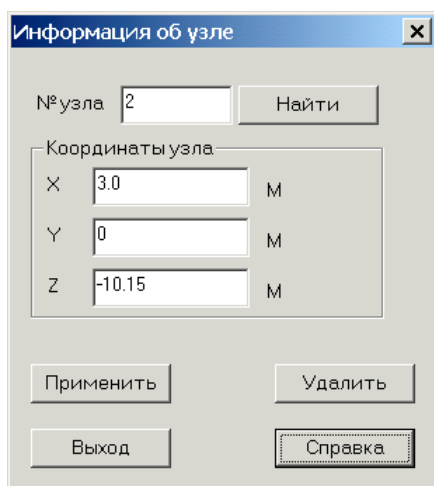 Информация об узле
№ узла 2 Найти
Координаты узла
X 3.0 М
Y 0 М
Z -10.15 М
Применить Удалить
Выход Справка